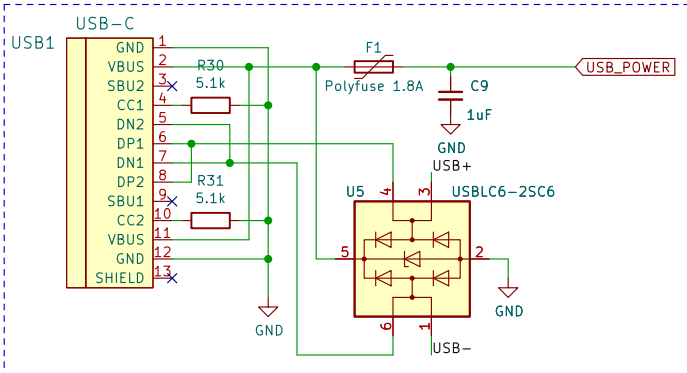 USB-C
USB1
GND 1
VBUS 2
SBU2 3
CC1 4
DN2 5
DP1 6
DN1 7
DP2 8
SBU1 9
CC2 10
VBUS 11
GND 12
SHIELD 13
R30
5.1k
R31
5.1k
GND
F1
Polyfuse 1.8A
C9
1uF
GND
USB_POWER
USB+
U5
USBLC6-2SC6
4
3
5
2
6
1
GND
USB-